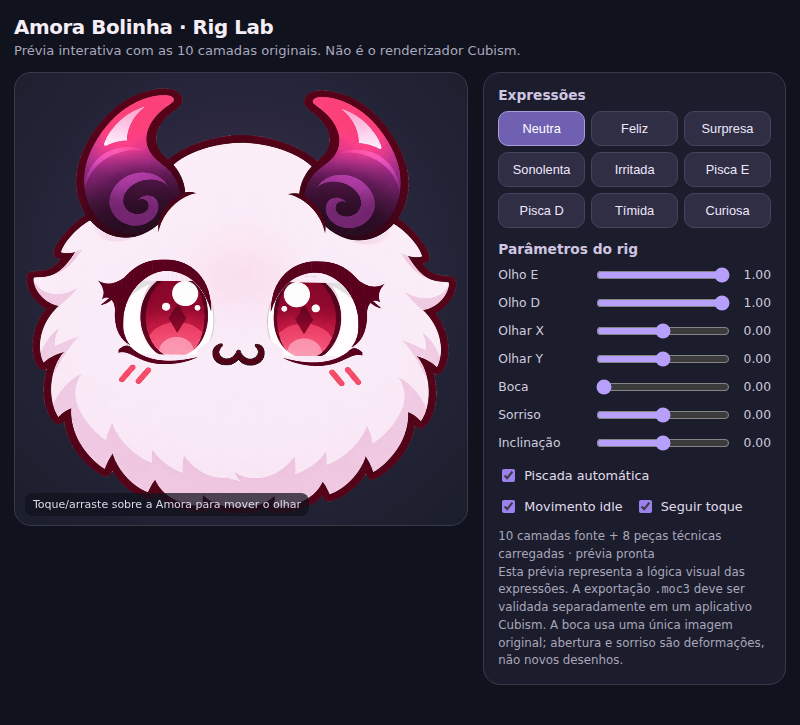 Amora Bolinha · Rig Lab
Prévia interativa com as 10 camadas originais. Não é o renderizador Cubism.
Toque/arraste sobre a Amora para mover o olhar
Expressões
Neutra Feliz Surpresa
Sonolenta Irritada Pisca E
Pisca D Tímida Curiosa
Parâmetros do rig
Olho E 1.00
Olho D 1.00
Olhar X 0.00
Olhar Y 0.00
Boca 0.00
Sorriso 0.00
Inclinação 0.00
Piscada automática
Movimento idle Seguir toque
10 camadas fonte + 8 peças técnicas
carregadas · prévia pronta
Esta prévia representa a lógica visual das
expressões. A exportação .moc3 deve ser
validada separadamente em um aplicativo
Cubism. A boca usa uma única imagem
original; abertura e sorriso são deformações,
não novos desenhos.